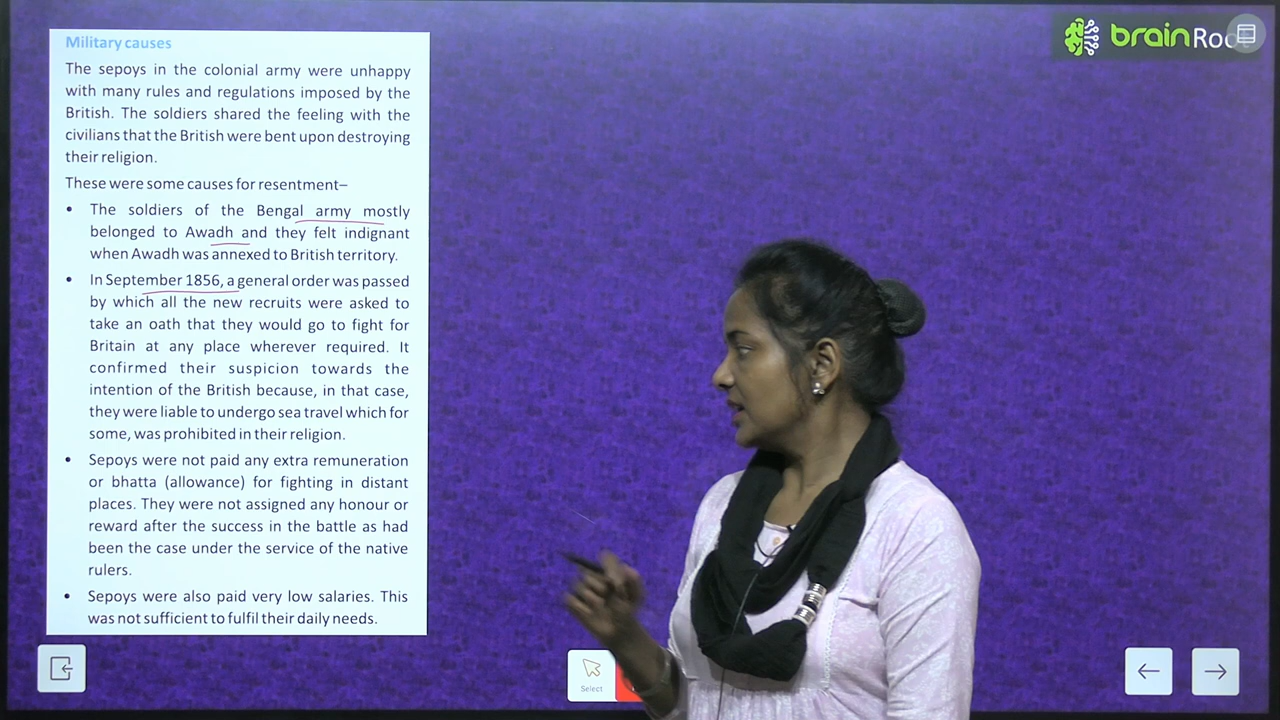 Military causes
The sepoys in the colonial army were unhappy
with many rules and regulations imposed by the
British. The soldiers shared the feeling with the
civilians that the British were bent upon destroying
their religion.
These were some causes for resentment–
• The soldiers of the Bengal army mostly
belonged to Awadh and they felt indignant
when Awadh was annexed to British territory.
• In September 1856, a general order was passed
by which all the new recruits were asked to
take an oath that they would go to fight for
Britain at any place wherever required. It
confirmed their suspicion towards the
intention of the British because, in that case,
they were liable to undergo sea travel which for
some, was prohibited in their religion.
• Sepoys were not paid any extra remuneration
or bhatta (allowance) for fighting in distant
places. They were not assigned any honour or
reward after the success in the battle as had
been the case under the service of the native
rulers.
• Sepoys were also paid very low salaries. This
was not sufficient to fulfil their daily needs.
brain
Select